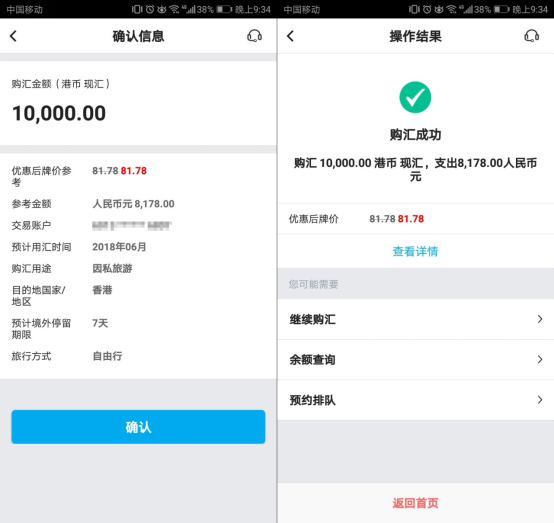 中国移动
38% 晚上9:34
确认信息
购汇金额（港币 现汇）
10,000.00
优惠后牌价参
考
81.78 81.78
参考金额
人民币元 8,178.00
交易账户
预计用汇时间
2018年06月
购汇用途
因私旅游
目的地国家/
地区
香港
预计境外停留
期限
7天
旅行方式
自由行
确认
中国移动
38% 晚上9:34
操作结果
购汇成功
购汇 10,000.00 港币 现汇，支出8,178.00人民币
元
优惠后牌价
81.78 81.78
查看详情
您可能需要
继续购汇
余额查询
预约排队
返回首页